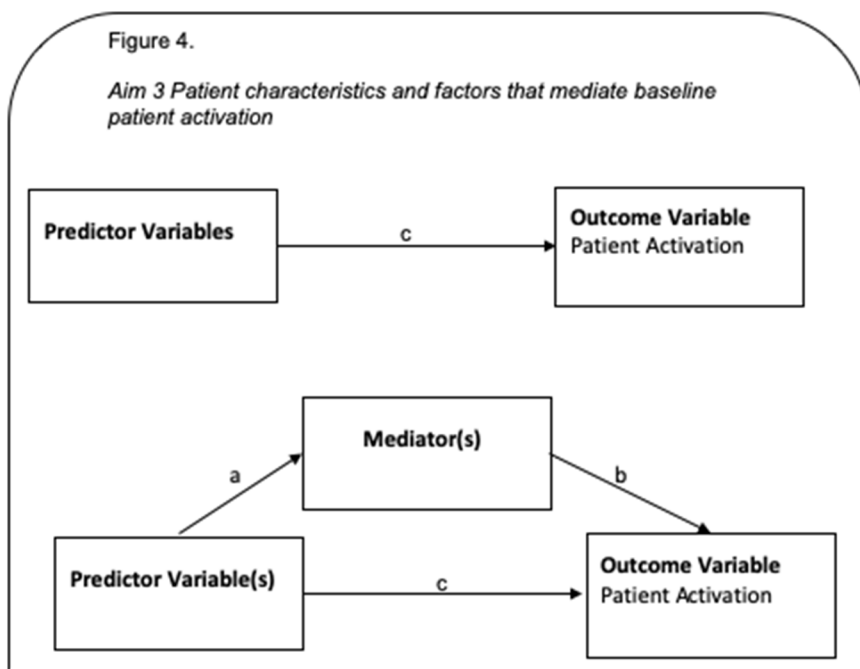 Figure 4.
Aim 3 Patient characteristics and factors that mediate baseline
patient activation
Predictor Variables
c
Outcome Variable
Patient Activation
Mediator(s)
a
b
Predictor Variable(s)
c
Outcome Variable
Patient Activation